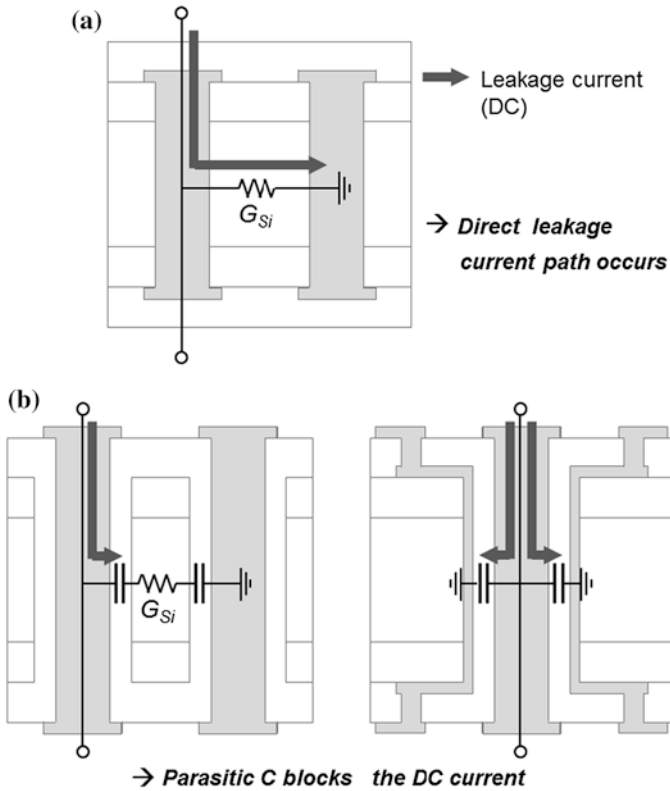 (a)
Leakage current
(DC)
G_Si
→ Direct leakage
current path occurs
(b)
G_Si
→ Parasitic C blocks the DC current